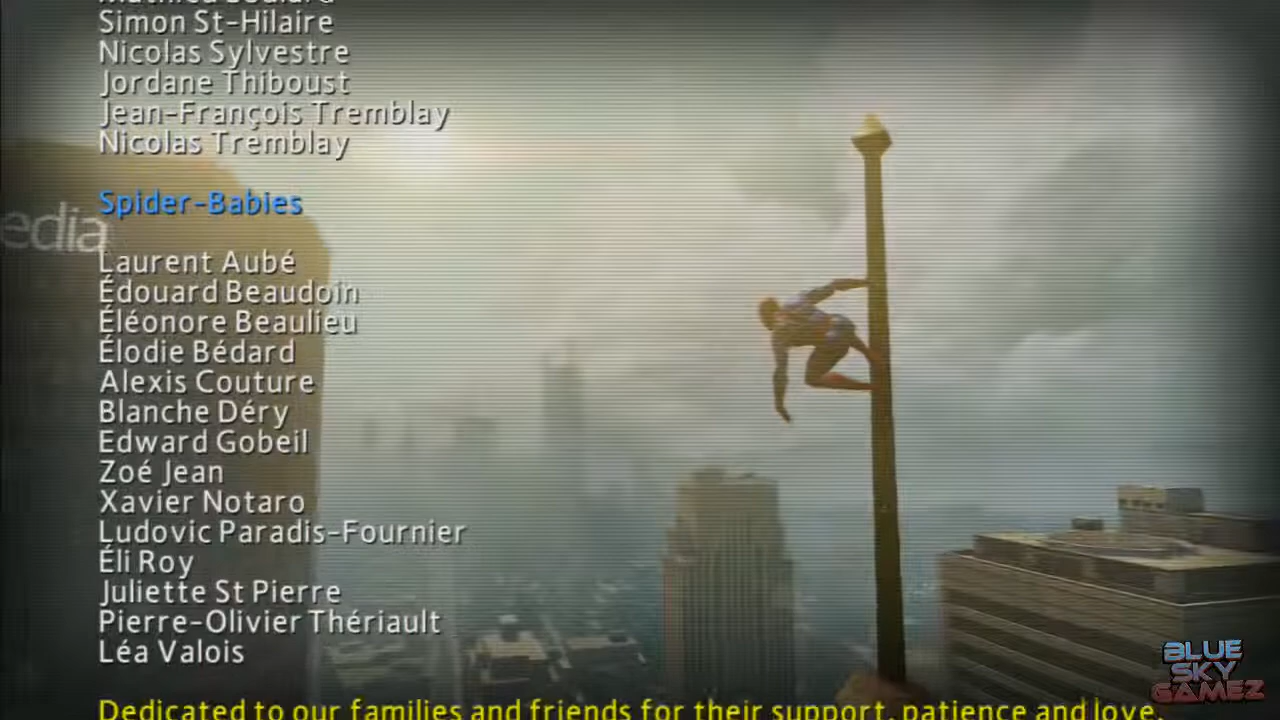 Simon St-Hilaire
Nicolas Sylvestre
Jordane Thiboust
Jean-François Tremblay
Nicolas Tremblay
Spider-Babies
edia
Laurent Aubé
Édouard Beaudoin
Éléonore Beaulieu
Élodie Bédard
Alexis Couture
Blanche Déry
Edward Gobeil
Zoé Jean
Xavier Notaro
Ludovic Paradis-Fournier
Éli Roy
Juliette St Pierre
Pierre-Olivier Thériault
Léa Valois
Dedicated to our families and friends for their support, patience and love.
BLUE
SKY
GAMEZ